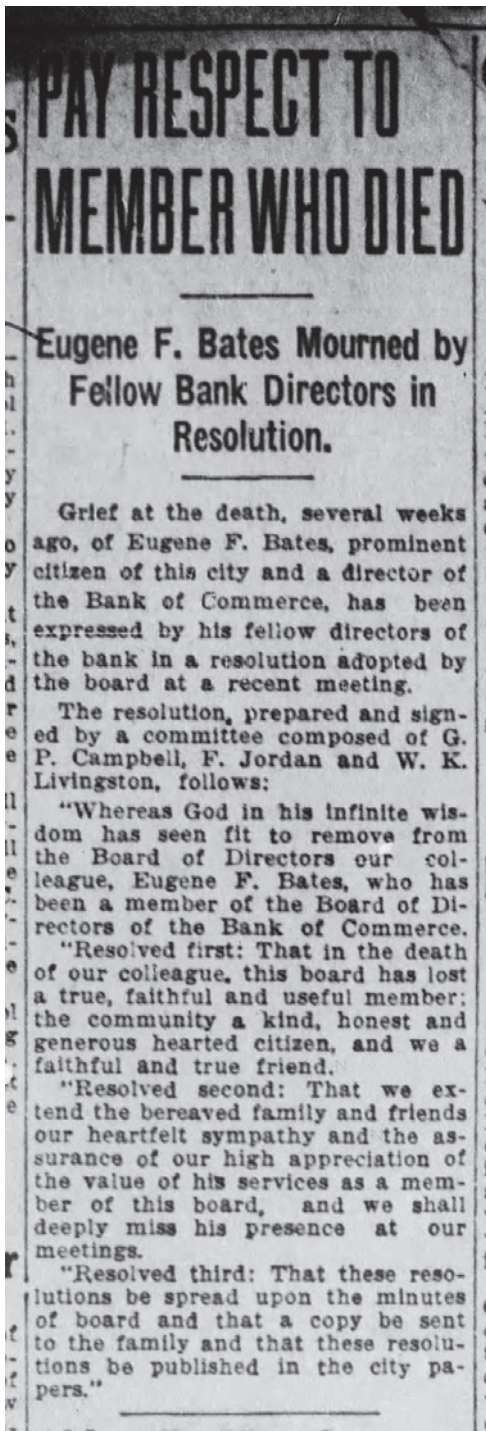 PAY RESPECT TO
MEMBER WHO DIED
Eugene F. Bates Mourned by
Fellow Bank Directors in
Resolution.
Grief at the death, several weeks
ago, of Eugene F. Bates, prominent
citizen of this city and a director of
the Bank of Commerce, has been
expressed by his fellow directors of
the bank in a resolution adopted by
the board at a recent meeting.
The resolution, prepared and sign-
ed by a committee composed of G.
P. Campbell, F. Jordan and W. K.
Livingston, follows:
"Whereas God in his infinite wis-
dom has seen fit to remove from
the Board of Directors our col-
league, Eugene F. Bates, who has
been a member of the Board of Di-
rectors of the Bank of Commerce.
"Resolved first: That in the death
of our colleague, this board has lost
a true, faithful and useful member;
the community a kind, honest and
generous hearted citizen, and we a
faithful and true friend.
"Resolved second: That we ex-
tend the bereaved family and friends
our heartfelt sympathy and the as-
surance of our high appreciation of
the value of his services as a mem-
ber of this board, and we shall
deeply miss his presence at our
meetings.
"Resolved third: That these reso-
lutions be spread upon the minutes
of board and that a copy be sent
to the family and that these resolu-
tions be published in the city pa-
pers."